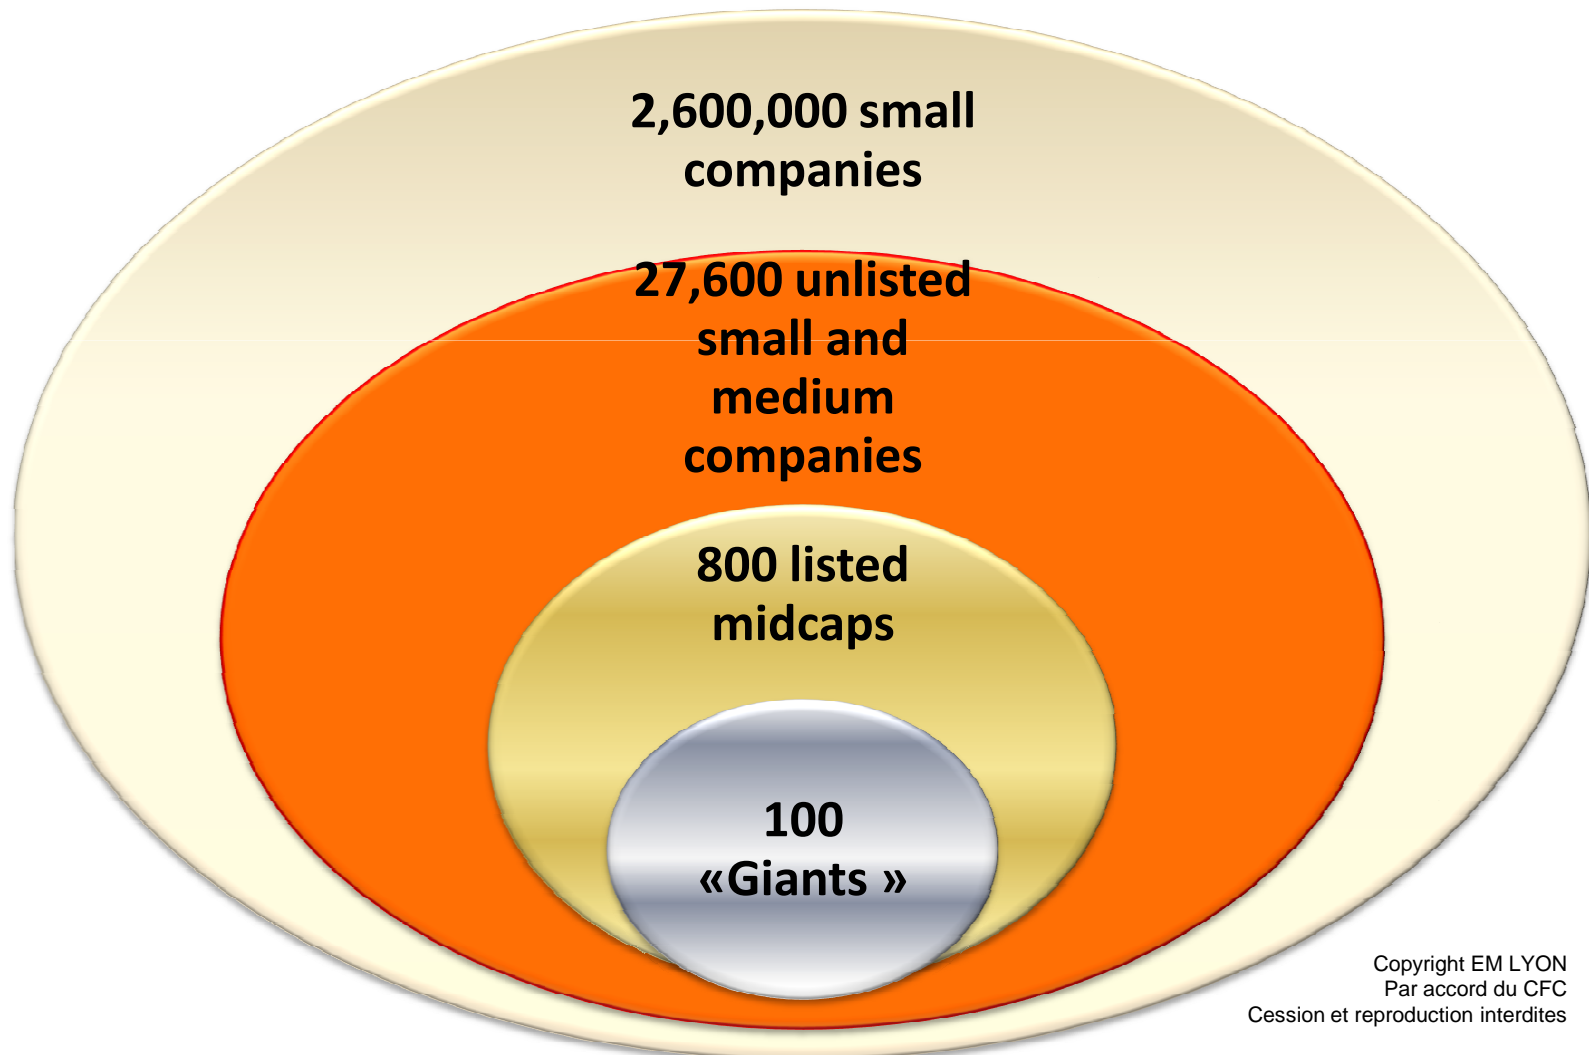 2,600,000 small
companies
27,600 unlisted
small and
medium
companies
800 listed
midcaps
100
«Giants »
Copyright EM LYON
Par accord du CFC
Cession et reproduction interdites